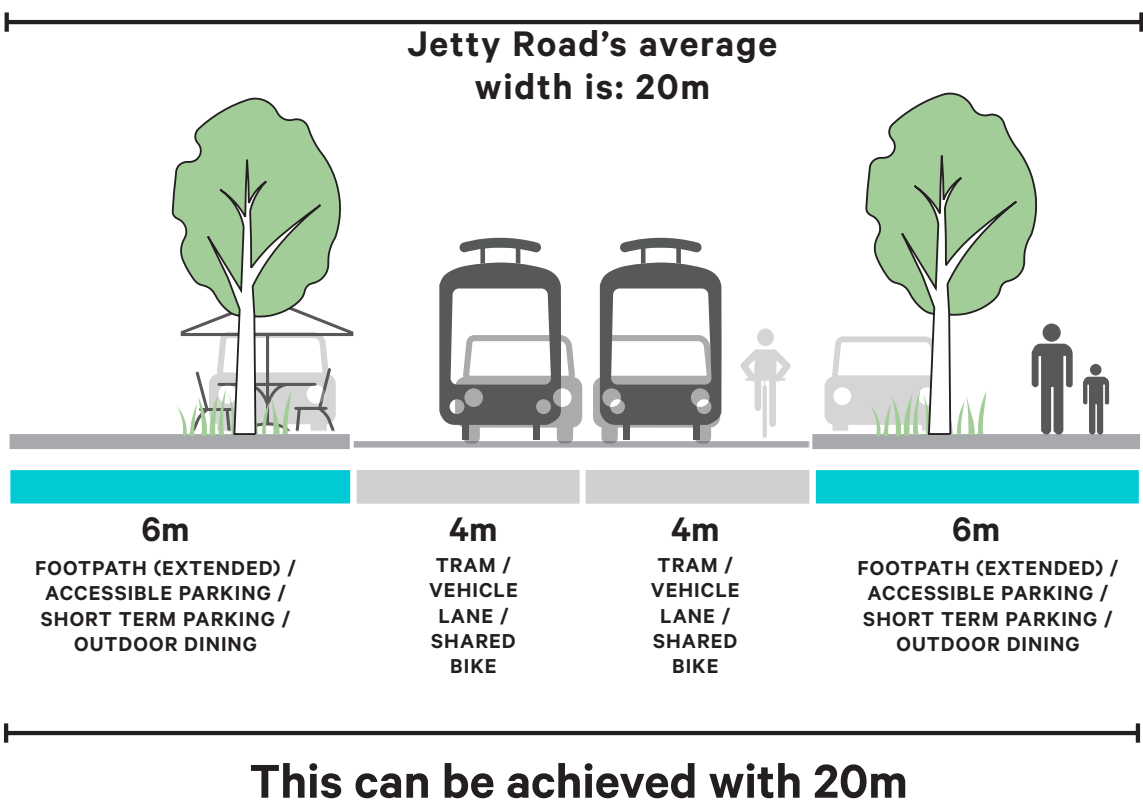 Jetty Road’s average
width is: 20m
6m
FOOTPATH (EXTENDED) /
ACCESSIBLE PARKING /
SHORT TERM PARKING /
OUTDOOR DINING
4m
TRAM /
VEHICLE
LANE /
SHARED
BIKE
4m
TRAM /
VEHICLE
LANE /
SHARED
BIKE
6m
FOOTPATH (EXTENDED) /
ACCESSIBLE PARKING /
SHORT TERM PARKING /
OUTDOOR DINING
This can be achieved with 20m